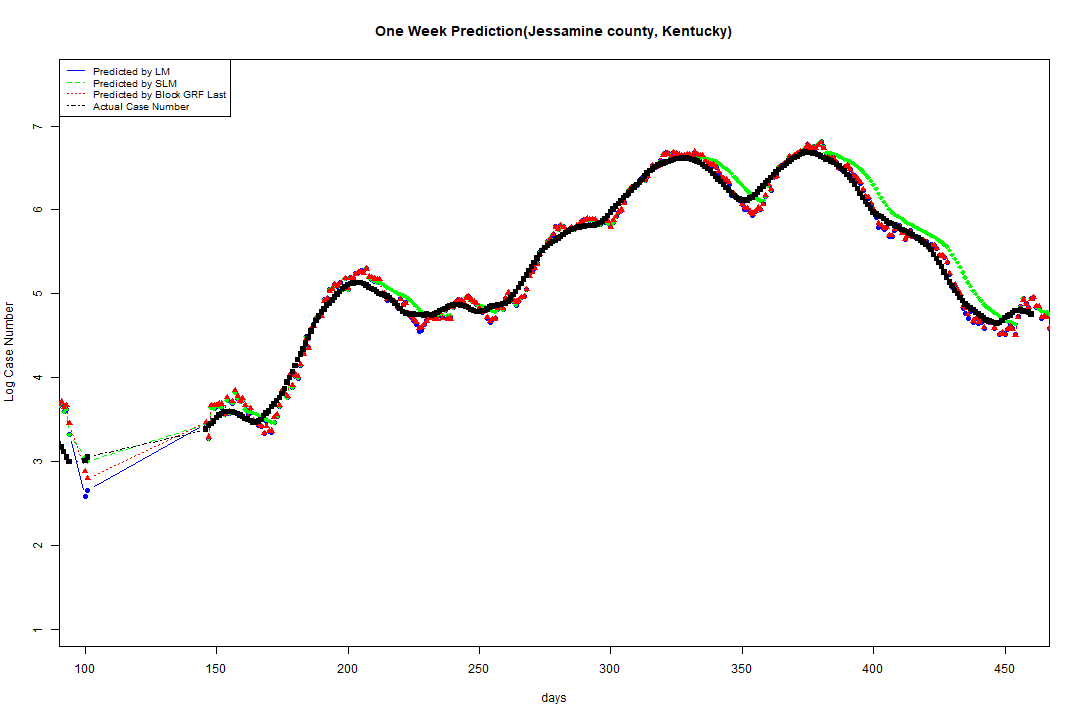 One Week Prediction(Jessamine county, Kentucky)
Predicted by LM
Predicted by SLM
Predicted by Block GRF Last
Actual Case Number
7
6
5
4
3
2
1
Log Case Number
100 150 200 250 300 350 400 450
days